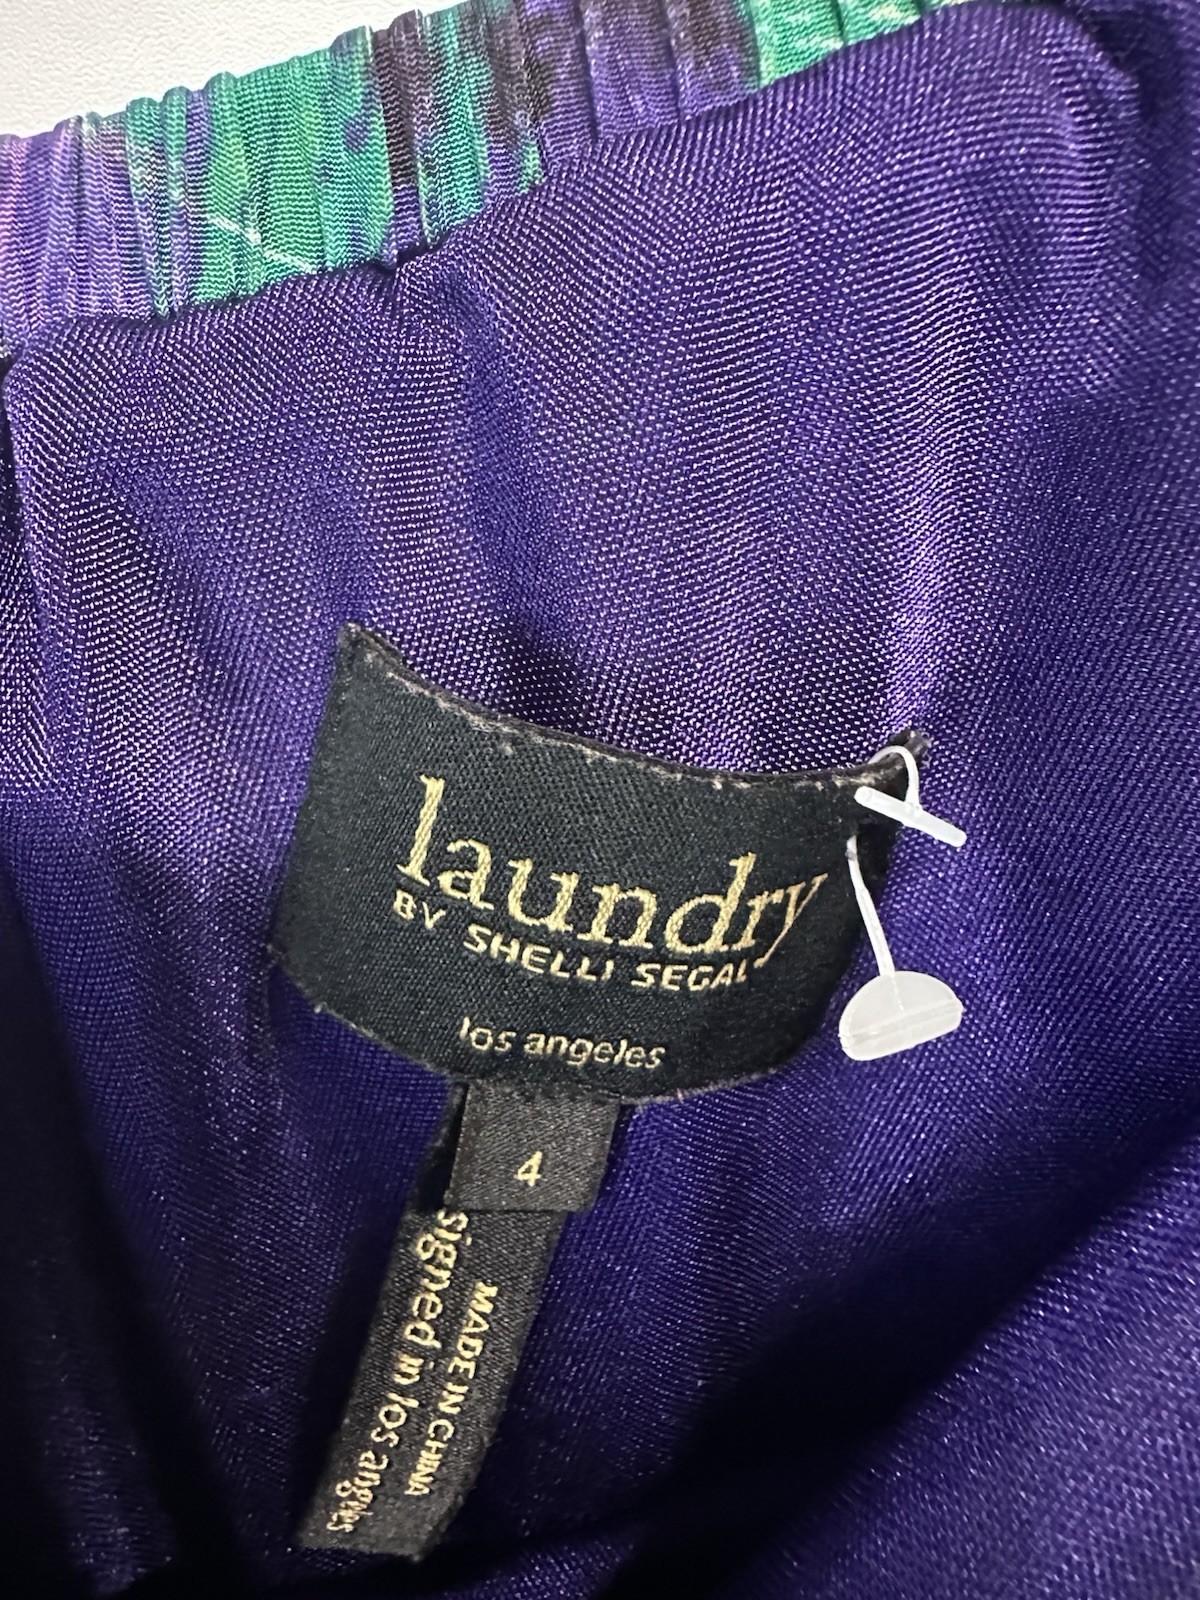 laundry
BY SHELLI SEGAL
los angeles
4
MADE IN CHINA
signed in los angeles